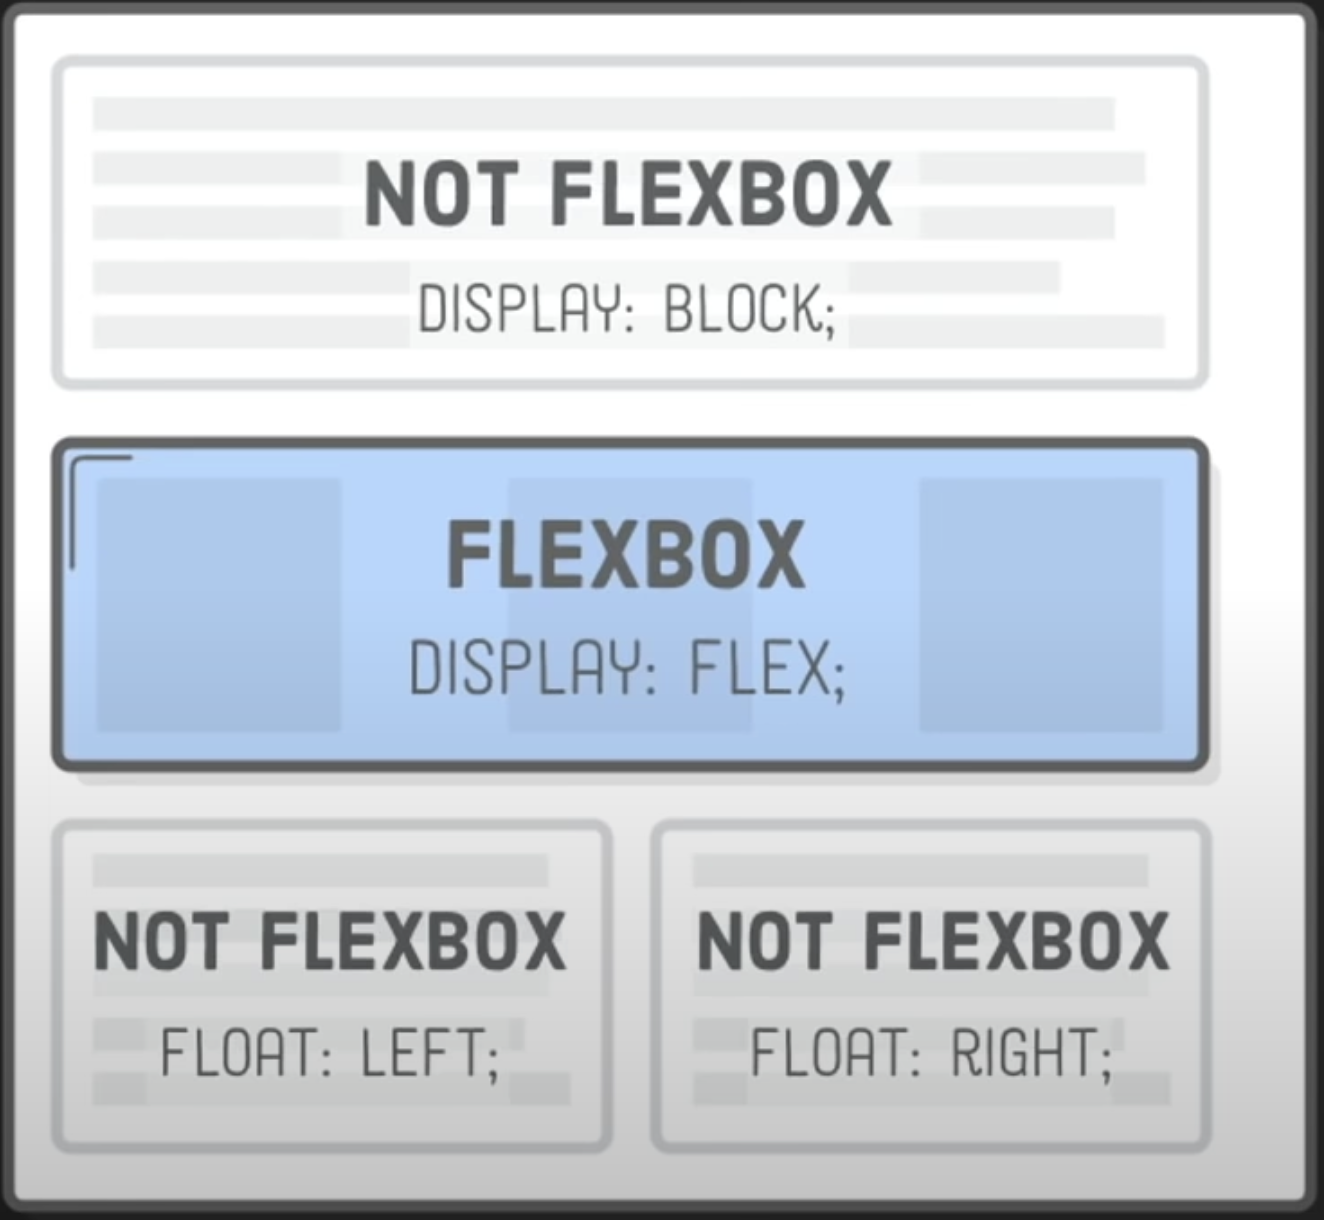 NOT FLEXBOX
DISPLAY: BLOCK;
FLEXBOX
DISPLAY: FLEX;
NOT FLEXBOX
FLOAT: LEFT;
NOT FLEXBOX
FLOAT: RIGHT;